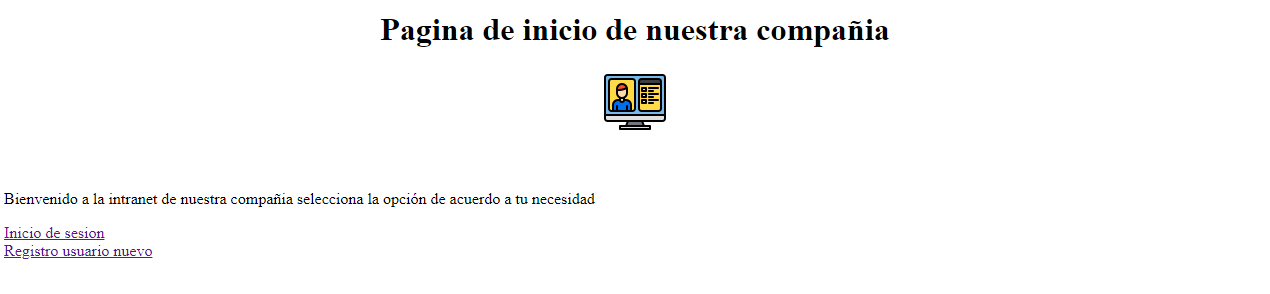 Pagina de inicio de nuestra compañia
Bienvenido a la intranet de nuestra compañia selecciona la opción de acuerdo a tu necesidad
Inicio de sesion
Registro usuario nuevo